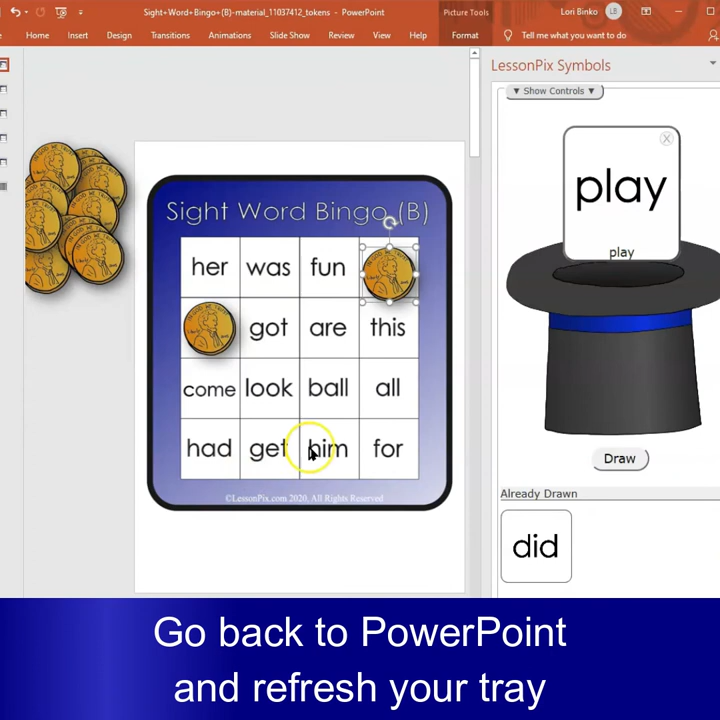 Sight+Word+Bingo+(B)-material_11037412_tokens - PowerPoint
Picture Tools
Lori Binko
LB
Home
Insert
Design
Transitions
Animations
Slide Show
Review
View
Help
Format
Tell me what you want to do
LessonPix Symbols
▼ Show Controls ▼
X
play
play
Sight Word Bingo (B)
her was fun
got are this
come look ball all
had get him for
©LessonPix.com 2020, All Rights Reserved
Draw
Already Drawn
did
Go back to PowerPoint
and refresh your tray